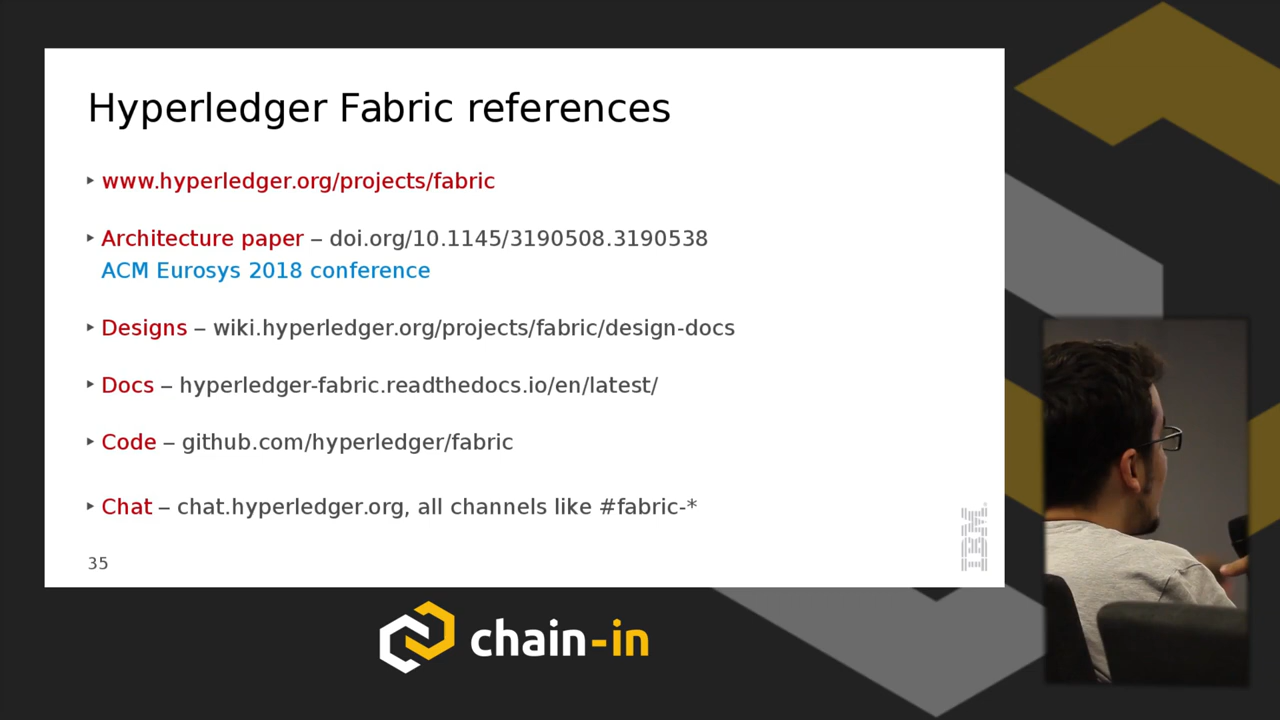 Hyperledger Fabric references
www.hyperledger.org/projects/fabric
Architecture paper – doi.org/10.1145/3190508.3190538
ACM Eurosys 2018 conference
Designs – wiki.hyperledger.org/projects/fabric/design-docs
Docs – hyperledger-fabric.readthedocs.io/en/latest/
Code – github.com/hyperledger/fabric
Chat – chat.hyperledger.org, all channels like #fabric-*
35
IBM®
chain-in